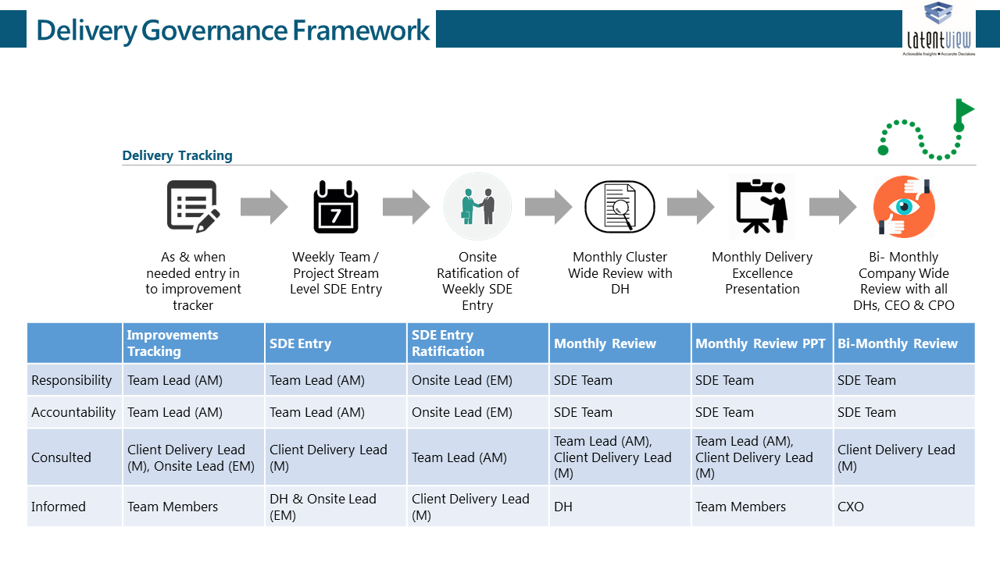 Delivery Governance Framework
LatentView
Actionable Insights • Accurate Decisions
Delivery Tracking
7
As & when
needed entry in
to improvement
tracker
Weekly Team /
Project Stream
Level SDE Entry
Onsite
Ratification of
Weekly SDE
Entry
Monthly Cluster
Wide Review with
DH
Monthly Delivery
Excellence
Presentation
Bi- Monthly
Company Wide
Review with all
DHs, CEO & CPO
Improvements
Tracking
SDE Entry
SDE Entry
Ratification
Monthly Review
Monthly Review PPT
Bi-Monthly Review
Responsibility
Team Lead (AM)
Team Lead (AM)
Onsite Lead (EM)
SDE Team
SDE Team
SDE Team
Accountability
Team Lead (AM)
Team Lead (AM)
Onsite Lead (EM)
SDE Team
SDE Team
SDE Team
Consulted
Client Delivery Lead
(M), Onsite Lead (EM)
Client Delivery Lead
(M)
Team Lead (AM)
Team Lead (AM),
Client Delivery Lead
(M)
Team Lead (AM),
Client Delivery Lead
(M)
Client Delivery Lead
(M)
Informed
Team Members
DH & Onsite Lead
(EM)
Client Delivery Lead
(M)
DH
Team Members
CXO